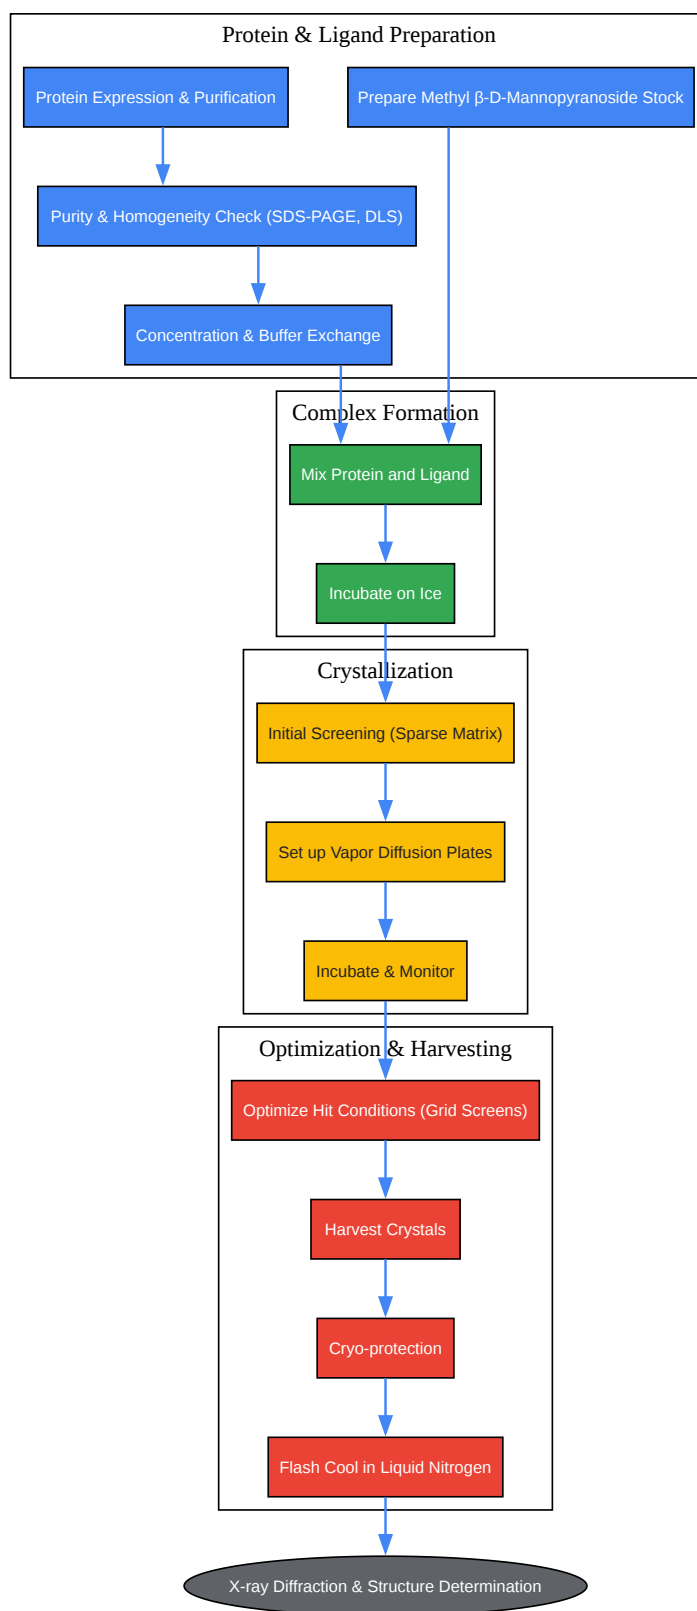 Protein & Ligand Preparation
Protein Expression & Purification
Prepare Methyl β-D-Mannopyranoside Stock
Purity & Homogeneity Check (SDS-PAGE, DLS)
Concentration & Buffer Exchange
Complex Formation
Mix Protein and Ligand
Incubate on Ice
Crystallization
Initial Screening (Sparse Matrix)
Set up Vapor Diffusion Plates
Incubate & Monitor
Optimization & Harvesting
Optimize Hit Conditions (Grid Screens)
Harvest Crystals
Cryo-protection
Flash Cool in Liquid Nitrogen
X-ray Diffraction & Structure Determination